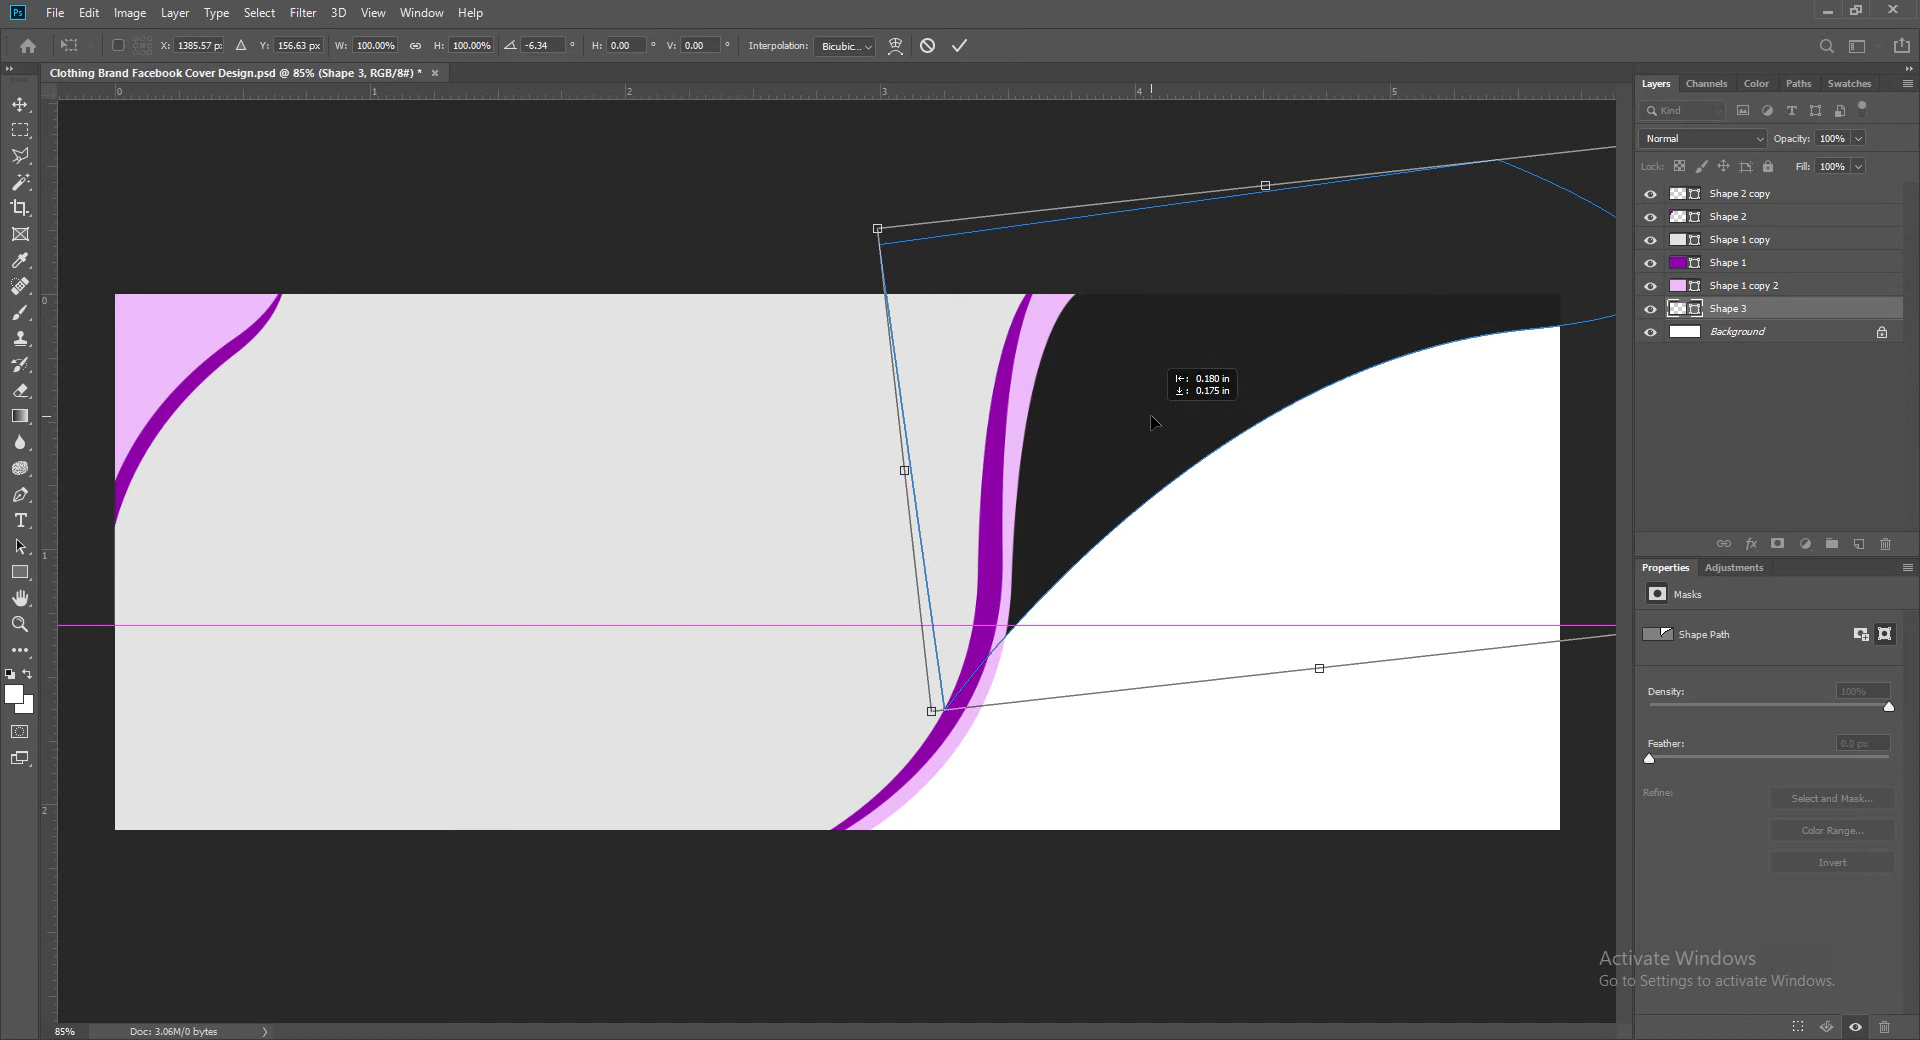 Ps File Edit Image Layer Type Select Filter 3D View Window Help
X: 1385.57 px Y: 156.63 px W: 100.00% H: 100.00% -6.34 ° H: 0.00 ° V: 0.00 ° Interpolation: Bicubic...
Clothing Brand Facebook Cover Design.psd @ 85% (Shape 3, RGB/8#) * ×
0 1 2 3 4 5
0
1
2
←: 0.180 in
↓: 0.175 in
Layers Channels Color Paths Swatches
Kind
Normal Opacity: 100%
Lock: Fill: 100%
Shape 2 copy
Shape 2
Shape 1 copy
Shape 1
Shape 1 copy 2
Shape 3
Background
fx
Properties Adjustments
Masks
Shape Path
Density: 100%
Feather: 0.0 px
Refine: Select and Mask...
Color Range...
Invert
Activate Windows
Go to Settings to activate Windows.
85% Doc: 3.06M/0 bytes